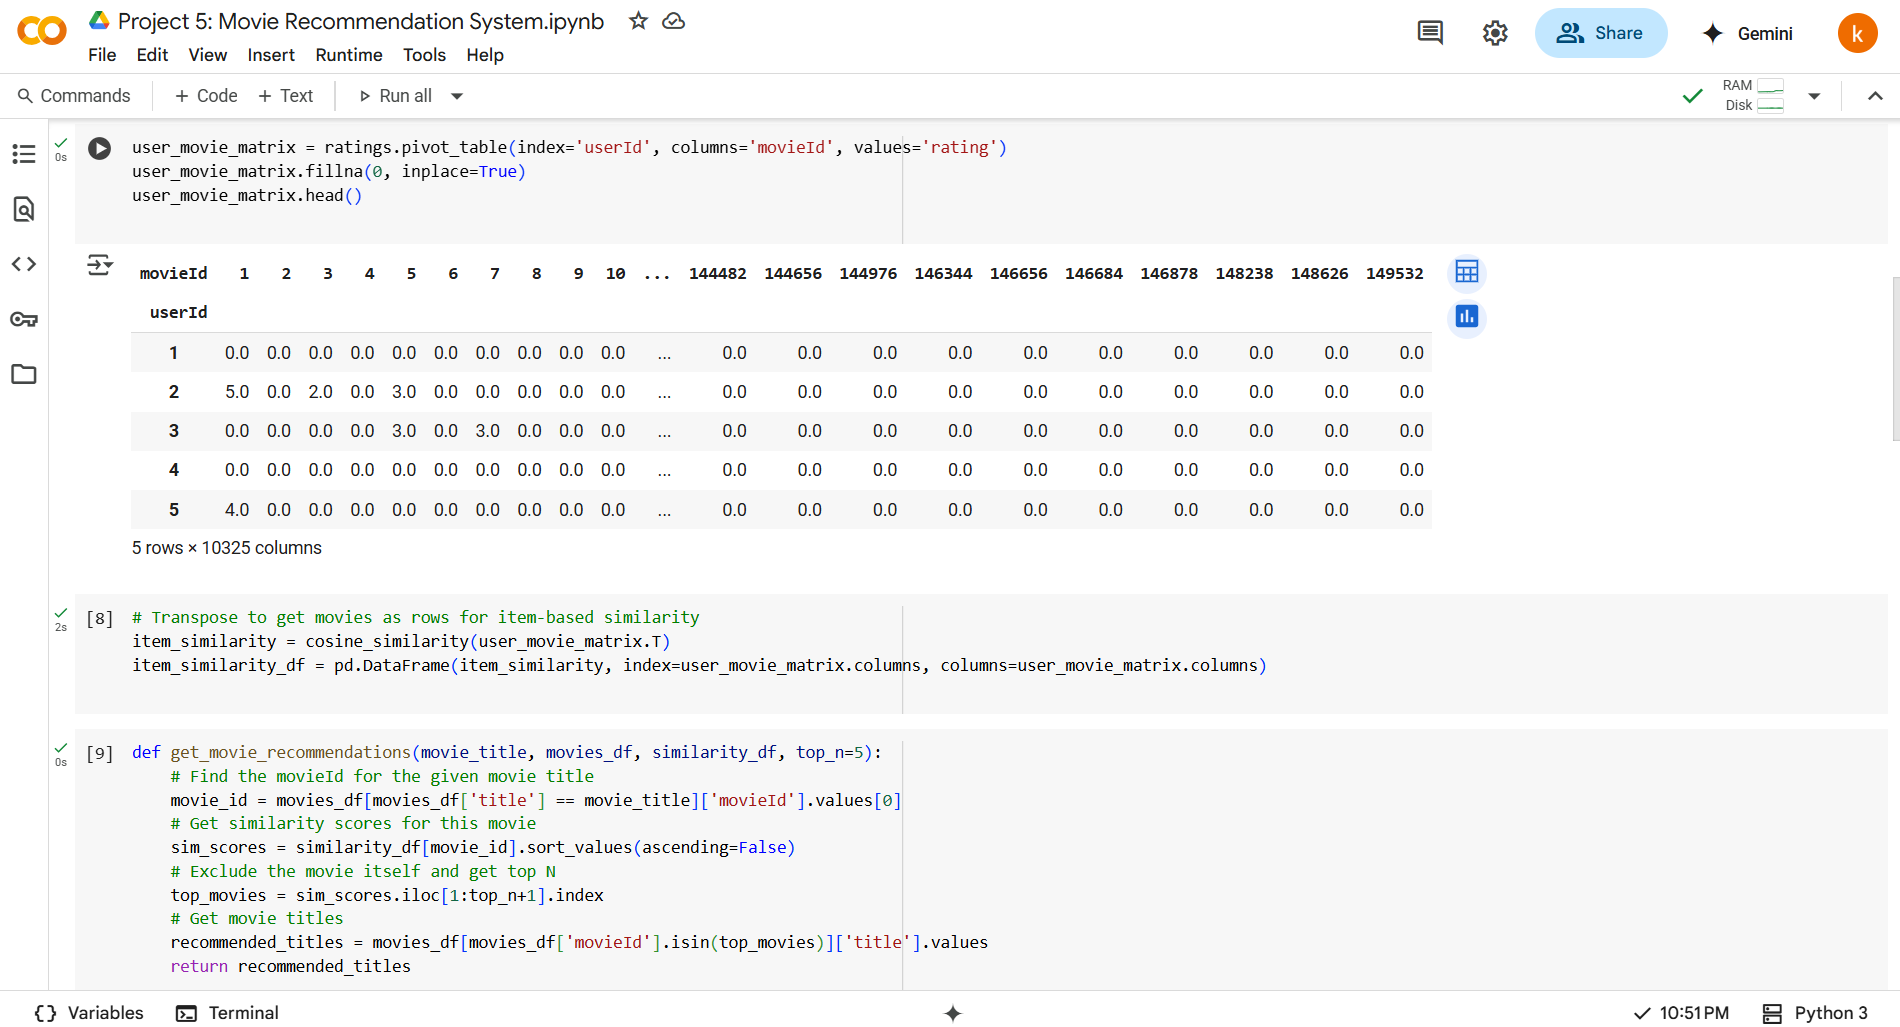 Project 5: Movie Recommendation System.ipynb
File Edit View Insert Runtime Tools Help
Share
Gemini
k
Commands + Code + Text Run all
RAM
Disk
0s
user_movie_matrix = ratings.pivot_table(index='userId', columns='movieId', values='rating')
user_movie_matrix.fillna(0, inplace=True)
user_movie_matrix.head()
movieId 1 2 3 4 5 6 7 8 9 10 ... 144482 144656 144976 146344 146656 146684 146878 148238 148626 149532
userId
1 0.0 0.0 0.0 0.0 0.0 0.0 0.0 0.0 0.0 0.0 ... 0.0 0.0 0.0 0.0 0.0 0.0 0.0 0.0 0.0 0.0
2 5.0 0.0 2.0 0.0 3.0 0.0 0.0 0.0 0.0 0.0 ... 0.0 0.0 0.0 0.0 0.0 0.0 0.0 0.0 0.0 0.0
3 0.0 0.0 0.0 0.0 3.0 0.0 3.0 0.0 0.0 0.0 ... 0.0 0.0 0.0 0.0 0.0 0.0 0.0 0.0 0.0 0.0
4 0.0 0.0 0.0 0.0 0.0 0.0 0.0 0.0 0.0 0.0 ... 0.0 0.0 0.0 0.0 0.0 0.0 0.0 0.0 0.0 0.0
5 4.0 0.0 0.0 0.0 0.0 0.0 0.0 0.0 0.0 0.0 ... 0.0 0.0 0.0 0.0 0.0 0.0 0.0 0.0 0.0 0.0
5 rows × 10325 columns
2s
[8] # Transpose to get movies as rows for item-based similarity
item_similarity = cosine_similarity(user_movie_matrix.T)
item_similarity_df = pd.DataFrame(item_similarity, index=user_movie_matrix.columns, columns=user_movie_matrix.columns)
0s
[9] def get_movie_recommendations(movie_title, movies_df, similarity_df, top_n=5):
    # Find the movieId for the given movie title
    movie_id = movies_df[movies_df['title'] == movie_title]['movieId'].values[0]
    # Get similarity scores for this movie
    sim_scores = similarity_df[movie_id].sort_values(ascending=False)
    # Exclude the movie itself and get top N
    top_movies = sim_scores.iloc[1:top_n+1].index
    # Get movie titles
    recommended_titles = movies_df[movies_df['movieId'].isin(top_movies)]['title'].values
    return recommended_titles
{} Variables Terminal 10:51 PM Python 3